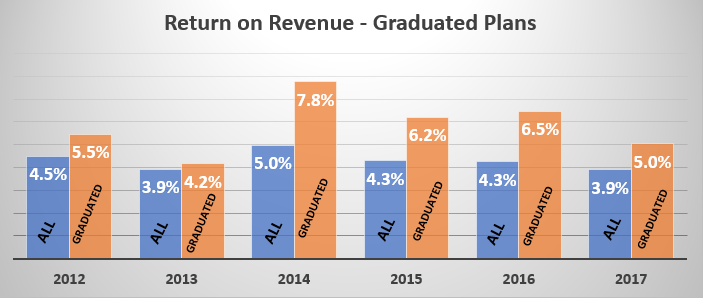 Return on Revenue - Graduated Plans
4.5% 5.5% 3.9% 4.2% 5.0% 7.8% 4.3% 6.2% 4.3% 6.5% 3.9% 5.0%
ALL GRADUATED ALL GRADUATED ALL GRADUATED ALL GRADUATED ALL GRADUATED ALL GRADUATED
2012 2013 2014 2015 2016 2017